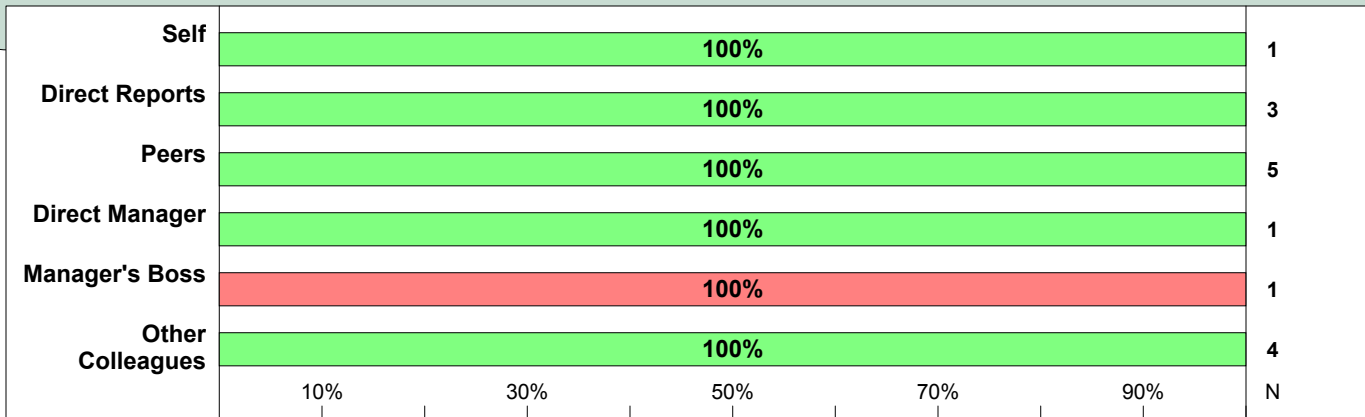 Self 100% 1
Direct Reports 100% 3
Peers 100% 5
Direct Manager 100% 1
Manager's Boss 100% 1
Other
Colleagues 100% 4
10% 30% 50% 70% 90% N